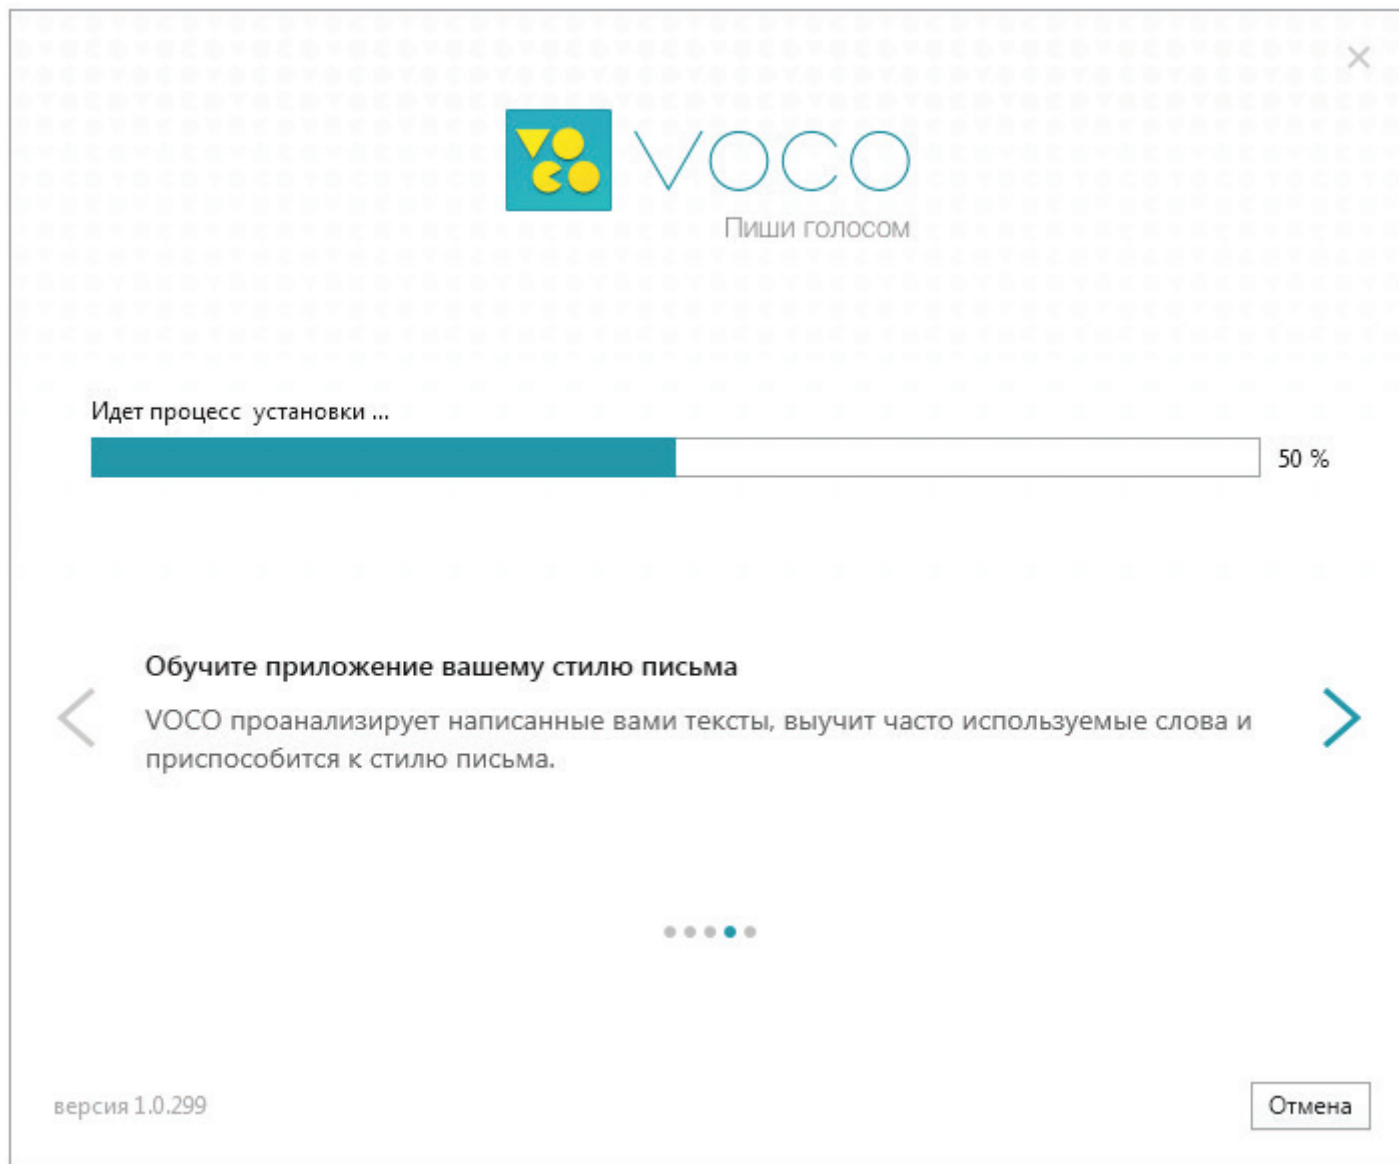 VOCO
Пиши голосом
Идет процесс  установки ...
50 %
Обучите приложение вашему стилю письма
VOCO проанализирует написанные вами тексты, выучит часто используемые слова и
приспособится к стилю письма.
версия 1.0.299
Отмена